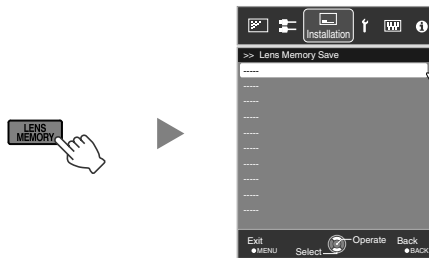 LENS
MEMORY
Installation
>> Lens Memory Save
-----
-----
-----
-----
-----
-----
-----
-----
-----
-----
Exit
●MENU
Select
Operate
Back
●BACK